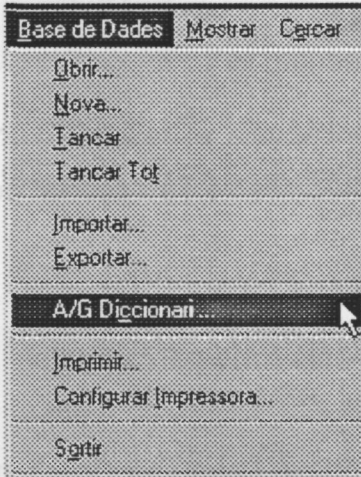 Base de Dades Mostrar Cercar
Obrir...
Nova...
Tancar
Tancar Tot
Importar...
Exportar...
A/G Diccionari...
Imprimir...
Configurar Impressora...
Sortir